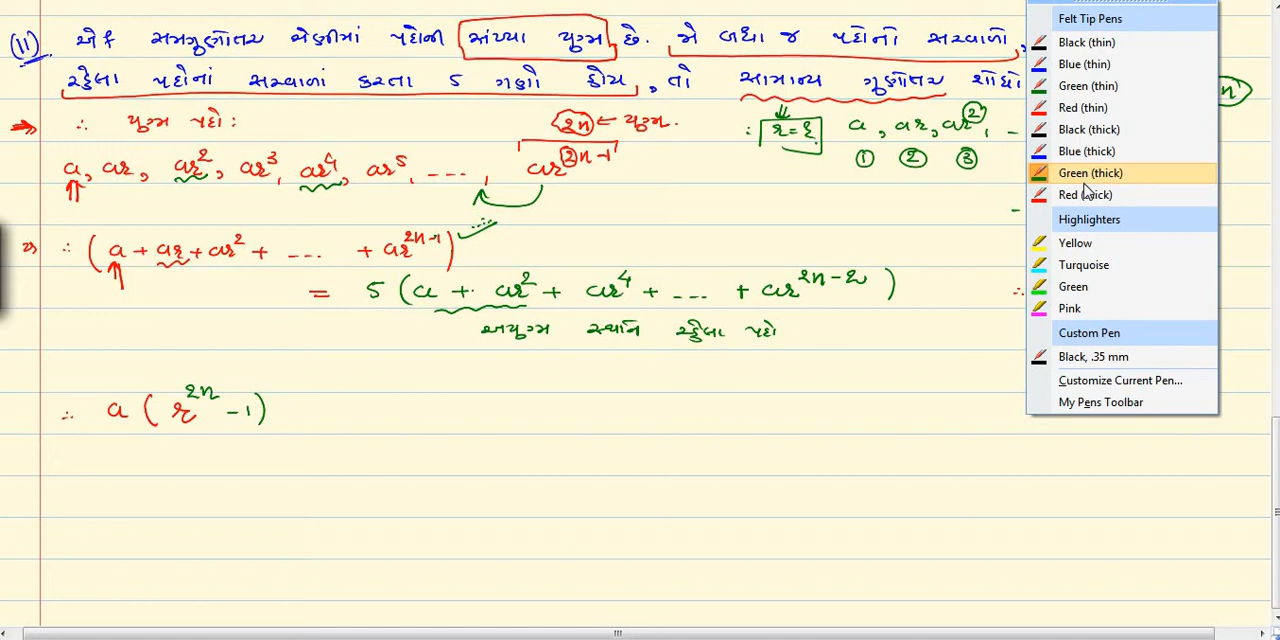 (11) એક સમગુણોત્તર શ્રેણીમાં પદોની સંખ્યા યુગ્મ છે. જો બધા જ પદોનો સરવાળો,
રહેલા પદોનાં સરવાળાં કરતા 5 ગણો હોય, તો સામાન્ય ગુણોત્તર શોધો
⇒ ∴ યુગ્મ પદો: 2n ← યુગ્મ. ∴ r = ? a, ar, ar², -
① ② ③
a, ar, ar², ar³, ar⁴, ar⁵, ...., ar²ⁿ⁻¹
⇒ ∴ (a + ar + ar² + .... + ar²ⁿ⁻¹)
= 5 (a + ar² + ar⁴ + .... + ar²ⁿ⁻²)
અયુગ્મ સ્થાન રહેલા પદો
∴ a (r²ⁿ - 1)
Felt Tip Pens
Black (thin)
Blue (thin)
Green (thin)
Red (thin)
Black (thick)
Blue (thick)
Green (thick)
Red (thick)
Highlighters
Yellow
Turquoise
Green
Pink
Custom Pen
Black, .35 mm
Customize Current Pen...
My Pens Toolbar